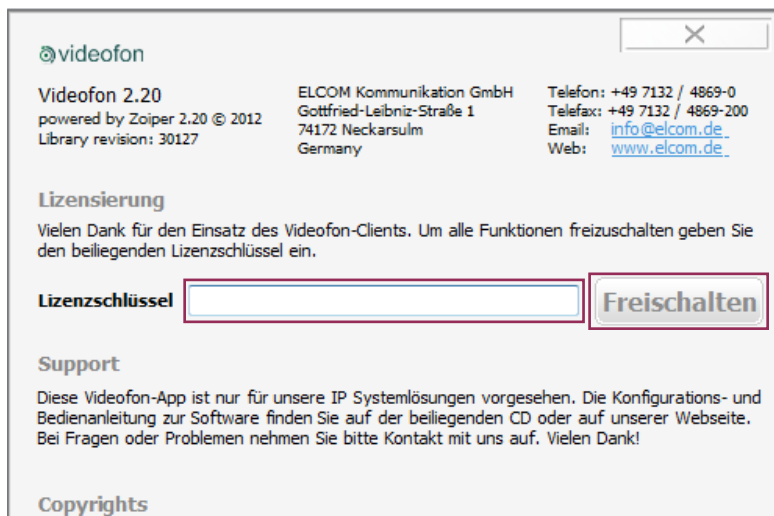 videofon
Videofon 2.20
powered by Zoiper 2.20 © 2012
Library revision: 30127
ELCOM Kommunikation GmbH
Gottfried-Leibniz-Straße 1
74172 Neckarsulm
Germany
Telefon: +49 7132 / 4869-0
Telefax: +49 7132 / 4869-200
Email: info@elcom.de
Web: www.elcom.de
Lizensierung
Vielen Dank für den Einsatz des Videofon-Clients. Um alle Funktionen freizuschalten geben Sie
den beiliegenden Lizenzschlüssel ein.
Lizenzschlüssel
Freischalten
Support
Diese Videofon-App ist nur für unsere IP Systemlösungen vorgesehen. Die Konfigurations- und
Bedienanleitung zur Software finden Sie auf der beiliegenden CD oder auf unserer Webseite.
Bei Fragen oder Problemen nehmen Sie bitte Kontakt mit uns auf. Vielen Dank!
Copyrights